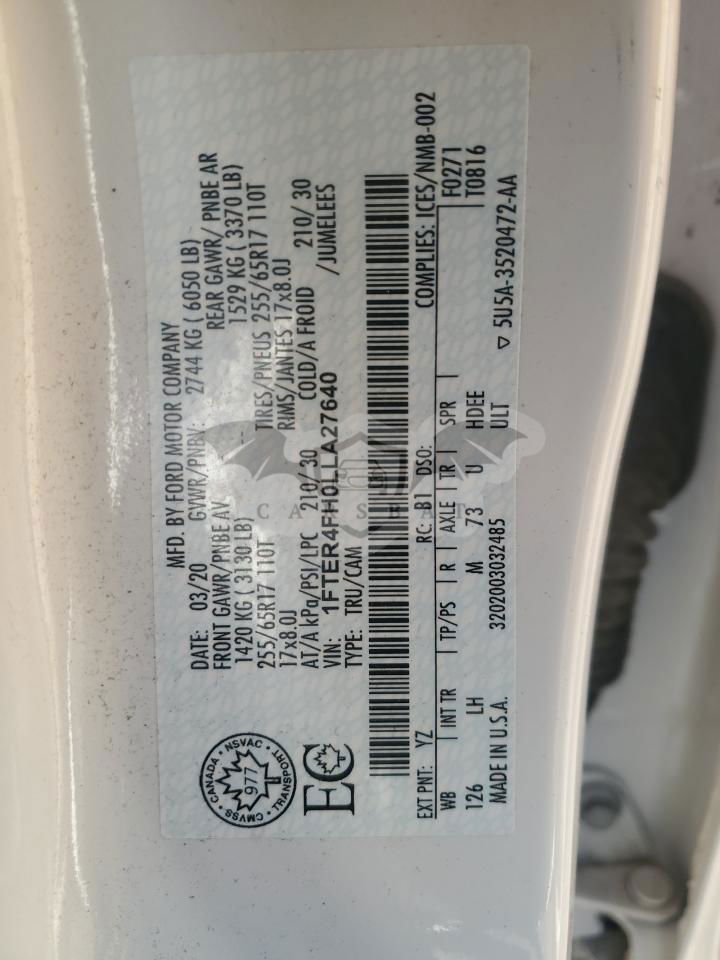 MFD. BY FORD MOTOR COMPANY
DATE: 03/20 GVWR/PNBV: 2744 KG ( 6050 LB)
FRONT GAWR/PNBE AV REAR GAWR/ PNBE AR
1420 KG ( 3130 LB) 1529 KG ( 3370 LB)
255/65R17 110T TIRES/PNEUS 255/65R17 110T
17x8.0J RIMS/JANTES 17x8.0J
AT/A kPa/PSI/LPC 210/ 30 COLD/A FROID 210/ 30
VIN: 1FTER4FH0LLA27640 /JUMELEES
TYPE: TRU/CAM
CANADA • NSVAC • TRANSPORT • CMVSS •
977
EC
EXT PNT: YZ RC: B1 DSO: COMPLIES: ICES/NMB-002
WB INT TR TP/PS R AXLE TR SPR F0271
126 LH M 73 U HDEE T0816
MADE IN U.S.A. 3202003032485 ULT ▽ 5U5A-3520472-AA
CARSBAT